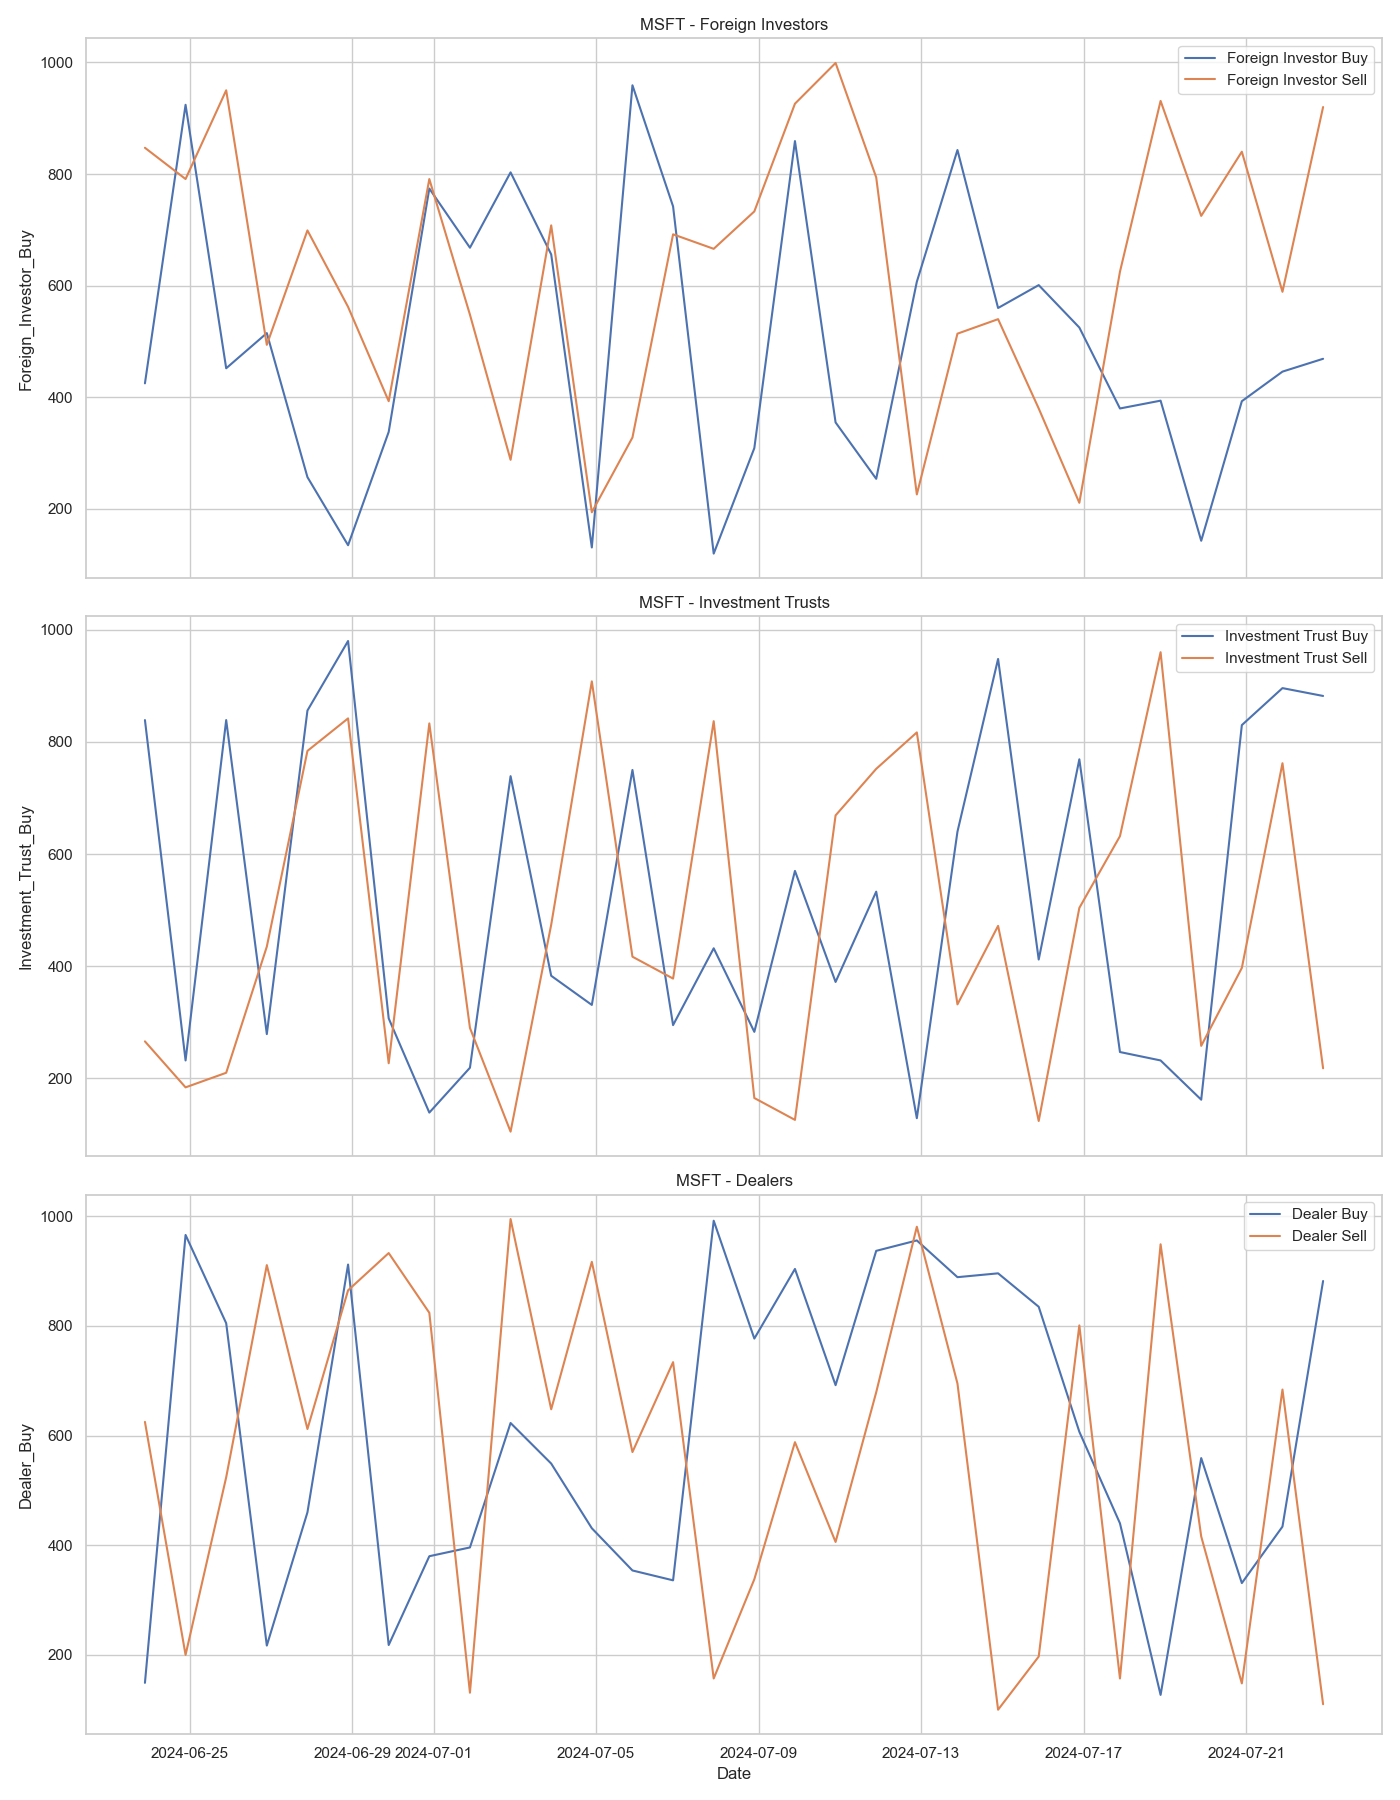 MSFT - Foreign Investors
1000
800
600
400
200
Foreign_Investor_Buy
Foreign Investor Buy
Foreign Investor Sell
MSFT - Investment Trusts
1000
800
600
400
200
Investment_Trust_Buy
Investment Trust Buy
Investment Trust Sell
MSFT - Dealers
1000
800
600
400
200
Dealer_Buy
Dealer Buy
Dealer Sell
2024-06-25 2024-06-29 2024-07-01 2024-07-05 2024-07-09 2024-07-13 2024-07-17 2024-07-21
Date